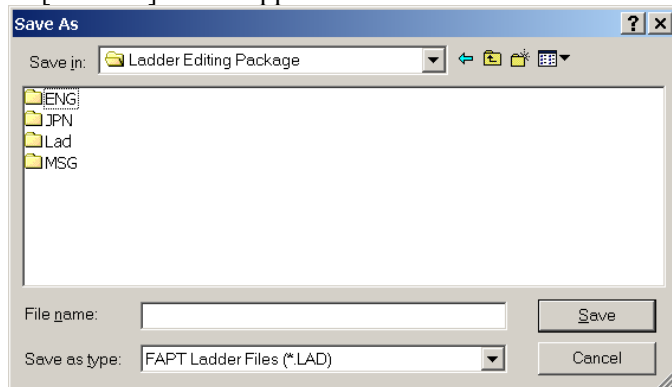 Save As
Save in: Ladder Editing Package
ENG
JPN
Lad
MSG
File name: Save
Save as type: FAPT Ladder Files (*.LAD) Cancel